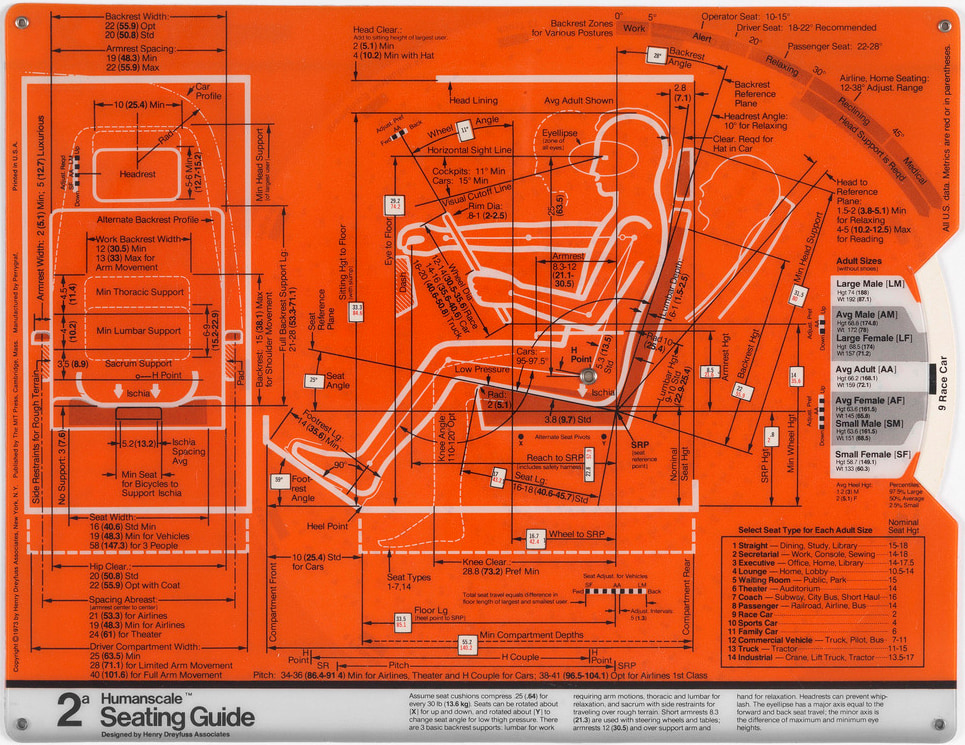 Backrest Width:
22 (55.9) Opt
20 (50.8) Std
Armrest Spacing:
19 (48.3) Min
22 (55.9) Max
Car
Profile
10 (25.4) Min
Pad
Headrest
4-5-6 Min
(12.7-15.2)
Adjust. Reqd
Down
Up
Min Head Support
(of largest user)
Armrest Width: 2 (5.1) Min; 5 (12.7) Luxurious
Alternate Backrest Profile
Work Backrest Width
12 (30.5) Min
13 (33) Max for
Arm Movement
Min Thoracic Support
4.5
(11.4)
Min Lumbar Support
4
(10.2)
6-9
(15.2-22.9)
Sacrum Support
3.5 (8.9)
H Point
Pad
Ischia
5.2 (13.2)
Ischia
Spacing
Avg
Min Seat
for Bicycles to
Support Ischia
No Support: 3 (7.6)
Side Restraints for Rough Terrain
Backrest: 15 (38.1) Max
for Shoulder Movement
Full Backrest Support Lg:
21-28 (53.3-71.1)
Seat Width:
16 (40.6) Std Min
19 (48.3) Min for Vehicles
58 (147.3) for 3 People
Hip Clear.:
20 (50.8) Std
22 (55.9) Opt with Coat
Spacing Abreast:
(armrest center to center)
21 (53.3) for Airlines
19 (48.3) Min for Airlines
24 (61) for Theater
Driver Compartment Width:
25 (63.5) Min
28 (71.1) for Limited Arm Movement
40 (101.6) for Full Arm Movement
Copyright © 1973 by Henry Dreyfuss Associates, New York, N.Y. Published by The MIT Press, Cambridge, Mass. Manufactured by Perrygraf. Printed in U.S.A.
Head Clear.:
Add to sitting height of largest user.
2 (5.1) Min
4 (10.2) Min with Hat
Head Lining
Avg Adult Shown
Backrest Zones
for Various Postures
0°
5°
Work
Alert
20°
Relaxing
30°
Reclining
45°
Head Support is Reqd
Medical
Operator Seat: 10-15°
Driver Seat: 18-22° Recommended
Passenger Seat: 22-28°
Airline, Home Seating:
12-38° Adjust. Range
28°
Backrest
Angle
2.8
(7.1)
Backrest
Reference
Plane
Headrest Angle:
10° for Relaxing
Clear. Reqd for
Hat in Car
Adjust. Pref
Fwd
AA
Back
Wheel
11°
Angle
Horizontal Sight Line
Cockpits: 11° Min
Cars: 15° Min
Visual Cutoff Line
Rim Dia:
.8-1 (2-2.5)
Eyellipse
(zone of
all eyes)
25
(63.5)
29.2
74.2
Eye to Floor
Dash
Wheel Dia:
12-14 (30.5-35.6) Race
14-16 (35.6-40.6) Car
16-20 (40.6-50.8) Truck
Armrest
8.3-12
(21.1-
30.5)
Lumbar Depth
.6-1 (1.5-2.5)
Sitting Hgt to Floor
33.3
84.6
Seat
Reference
Plane
25°
Seat
Angle
Cars:
95-97.5°
H
Point
5.3 (13.5)
Low Pressure
Pad:
2 (5.1)
Ischia
3.8 (9.7) Std
Alternate Seat Pivots
X
Y
Knee Angle
110-120° Opt
Reach to SRP
(includes safety harness)
22.8
17
43.2
Seat Lg:
16-18 (40.6-45.7) Std
SRP
(seat
reference
point)
Footrest Lg:
14 (35.6) Min
90°
59°
Foot-
rest
Angle
Heel Point
Lumbar Hgt
9-10 Std
(22.9-25.4)
Nominal
Seat Hgt
8.5
Armrest Hgt
22
55.9
Backrest Hgt
SRP Hgt
14
35.6
Min Wheel Hgt
31.5
80
Min Head Support
Adjust. Pref
Down
Up
Adjust. Pref
Down
Up
Head to
Reference
Plane:
1.5-2 (3.8-5.1) Min
for Relaxing
4-5 (10.2-12.5) Max
for Reading
All U.S. data. Metrics are red or in parentheses.
Adult Sizes
(without shoes)
Large Male [LM]
Hgt 74 (188)
Wt 192 (87.1)
Avg Male [AM]
Hgt 68.8 (174.8)
Wt 172 (78)
Large Female [LF]
Hgt 68.5 (174)
Wt 157 (71.2)
Avg Adult (AA)
Hgt 66.2 (168.1)
Wt 159 (72.1)
Avg Female [AF]
Hgt 63.6 (161.5)
Wt 145 (65.8)
Small Male [SM]
Hgt 63.6 (161.5)
Wt 151 (68.5)
Small Female [SF]
Hgt 58.7 (149.1)
Wt 133 (60.3)
9 Race Car
Avg Heel Hgt:
1-2 (3) M
2 (5.1) F
Percentiles
97.5% Large
50% Average
2.5% Small
10 (25.4) Std
for Cars
16.7
42.4
Wheel to SRP
Knee Clear.:
28.8 (73.2) Pref Min
Seat Types
1-7, 14
Seat Adjust. for Vehicles
SF AA LM
Fwd
Back
Total seat travel equals difference in
floor length of largest and smallest user
Adjust. Intervals:
.5 (1.3)
33.5
85.1
Floor Lg
(Heel point to SRP)
55.2
140.2
Min Compartment Depths
Compartment Front
Compartment Rear
H
Point
SR
Pitch
H Couple
H
Point
SRP
Pitch: 34-36 (86.4-91.4) Min for Airlines, Theater and H Couple for Cars; 38-41 (96.5-104.1) Opt for Airlines 1st Class
Select Seat Type for Each Adult Size
Nominal
Seat Hgt
1 Straight — Dining, Study, Library 15-18
2 Secretarial — Work, Console, Sewing 14-18
3 Executive — Office, Home, Library 14-17.5
4 Lounge — Home, Lobby 10.5-14
5 Waiting Room — Public, Park 15
6 Theater — Auditorium 14
7 Coach — Subway, City Bus, Short Haul 16
8 Passenger — Railroad, Airline, Bus 14
9 Race Car 2
10 Sports Car 4
11 Family Car 6
12 Commercial Vehicle — Truck, Pilot, Bus 7-11
13 Truck — Tractor 11-15
14 Industrial — Crane, Lift Truck, Tractor 13.5-17
2a
Humanscale™
Seating Guide
Designed by Henry Dreyfuss Associates
Assume seat cushions compress .25 (.64) for
every 30 lb (13.6 kg). Seats can be rotated about
[X] for up and down, and rotated about [Y] to
change seat angle for low thigh pressure. There
are 3 basic backrest supports: lumbar for work
requiring arm motions, thoracic and lumbar for
relaxation, and sacrum with side restraints for
traveling over rough terrain. Short armrests 8.3
(21.3) are used with steering wheels and tables;
armrests 12 (30.5) and over support arm and
hand for relaxation. Headrests can prevent whip-
lash. The eyellipse has a major axis equal to the
forward and back seat travel; the minor axis is
the difference of maximum and minimum eye
heights.